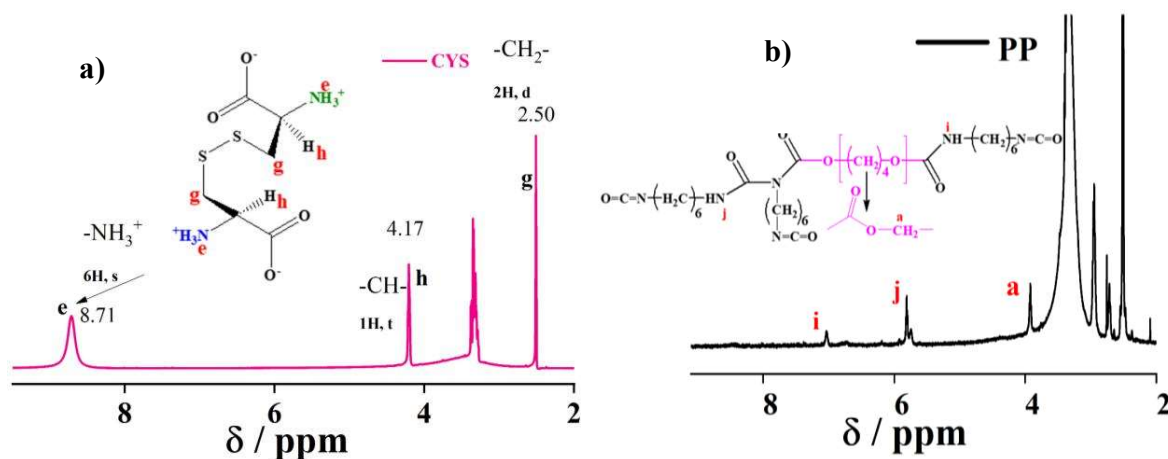 a)
CYS
-CH2-
2H, d
2.50
g
O-
O
e
NH3+
H
h
S
S
g
g
H
h
+H3N
e
O
O-
-NH3+
6H, s
e
8.71
4.17
-CH-
h
1H, t
8
6
4
2
δ / ppm
b)
PP
O=C=N-(H2C)6-HN
j
O
O
N
(CH2)6
N=C=O
O-(CH2)4-O
O
i
NH-(CH2)6-N=C=O
O
a
O-CH2-
i
j
a
8
6
4
2
δ / ppm